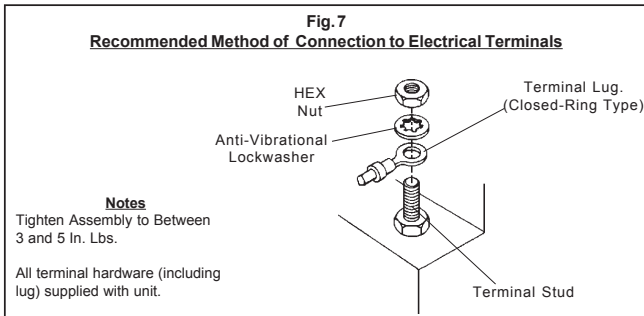 Fig.7
Recommended Method of Connection to Electrical Terminals
HEX
Nut
Terminal Lug.
(Closed-Ring Type)
Anti-Vibrational
Lockwasher
Notes
Tighten Assembly to Between
3 and 5 In. Lbs.
All terminal hardware (including
lug) supplied with unit.
Terminal Stud